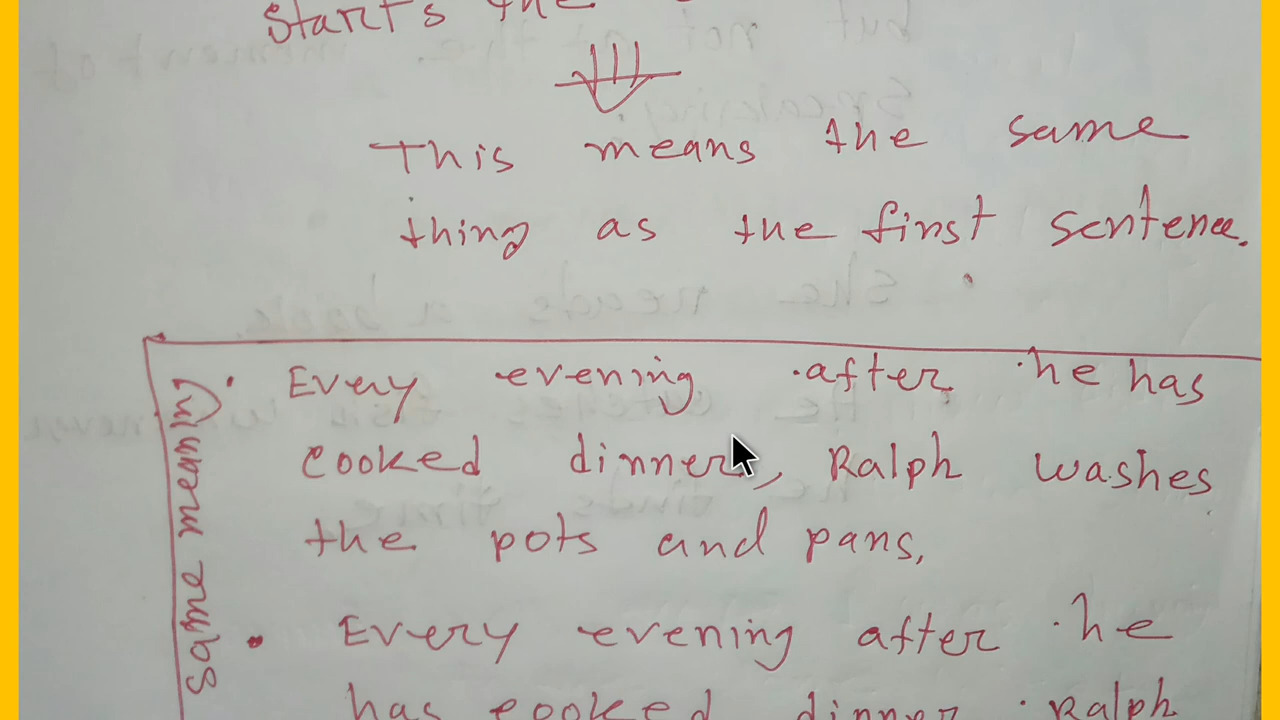 starts the
This means the same
thing as the first sentence.
Same meaning
• Every evening after he has
cooked dinner, Ralph washes
the pots and pans,
• Every evening after he
has cooked dinner Ralph